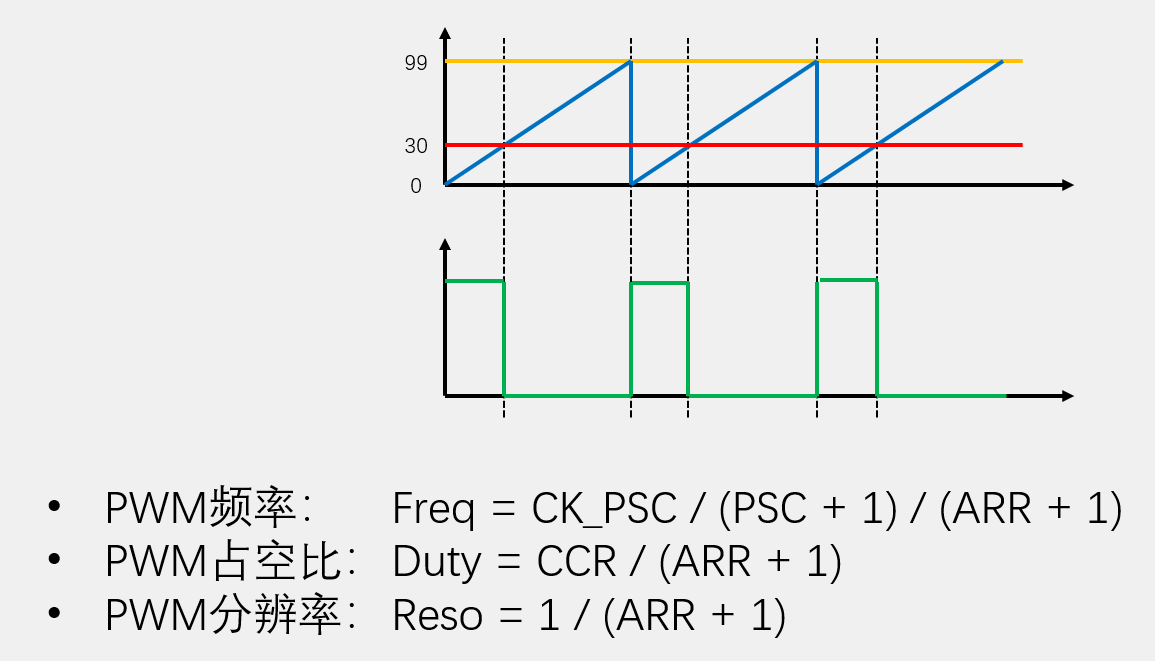 99
30
0
• PWM频率： Freq = CK_PSC / (PSC + 1) / (ARR + 1)
• PWM占空比： Duty = CCR / (ARR + 1)
• PWM分辨率： Reso = 1 / (ARR + 1)